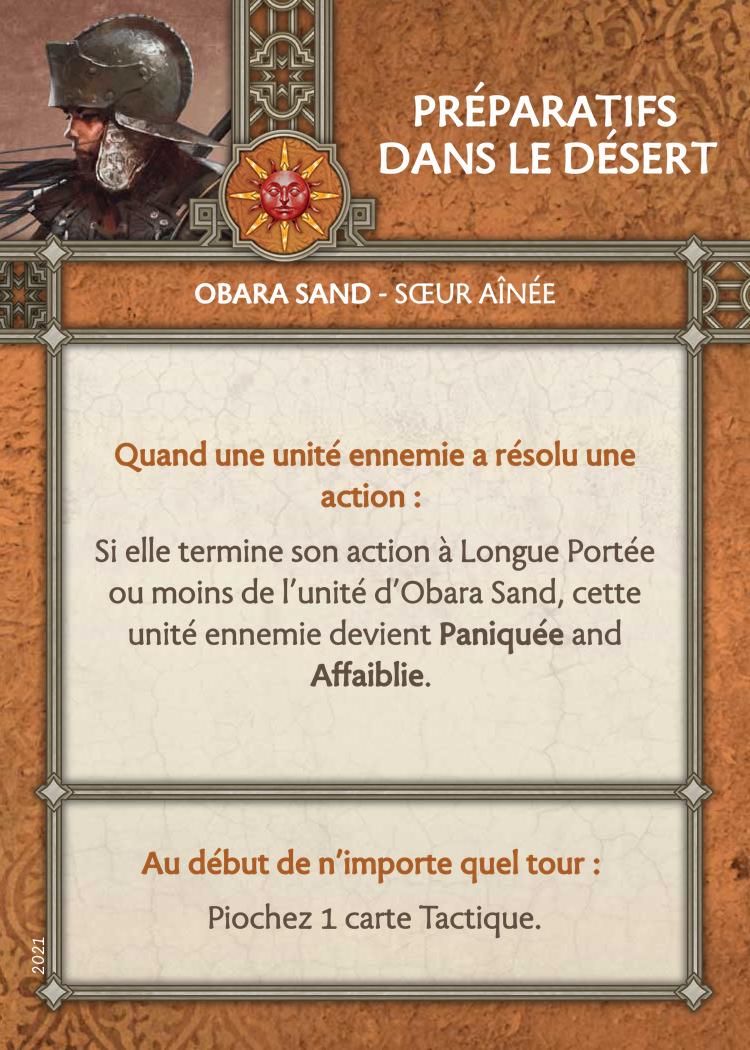 PRÉPARATIFS
DANS LE DÉSERT
OBARA SAND - SŒUR AÎNÉE
Quand une unité ennemie a résolu une
action :
Si elle termine son action à Longue Portée
ou moins de l'unité d'Obara Sand, cette
unité ennemie devient Paniquée and
Affaiblie.
Au début de n'importe quel tour :
Piochez 1 carte Tactique.
2021